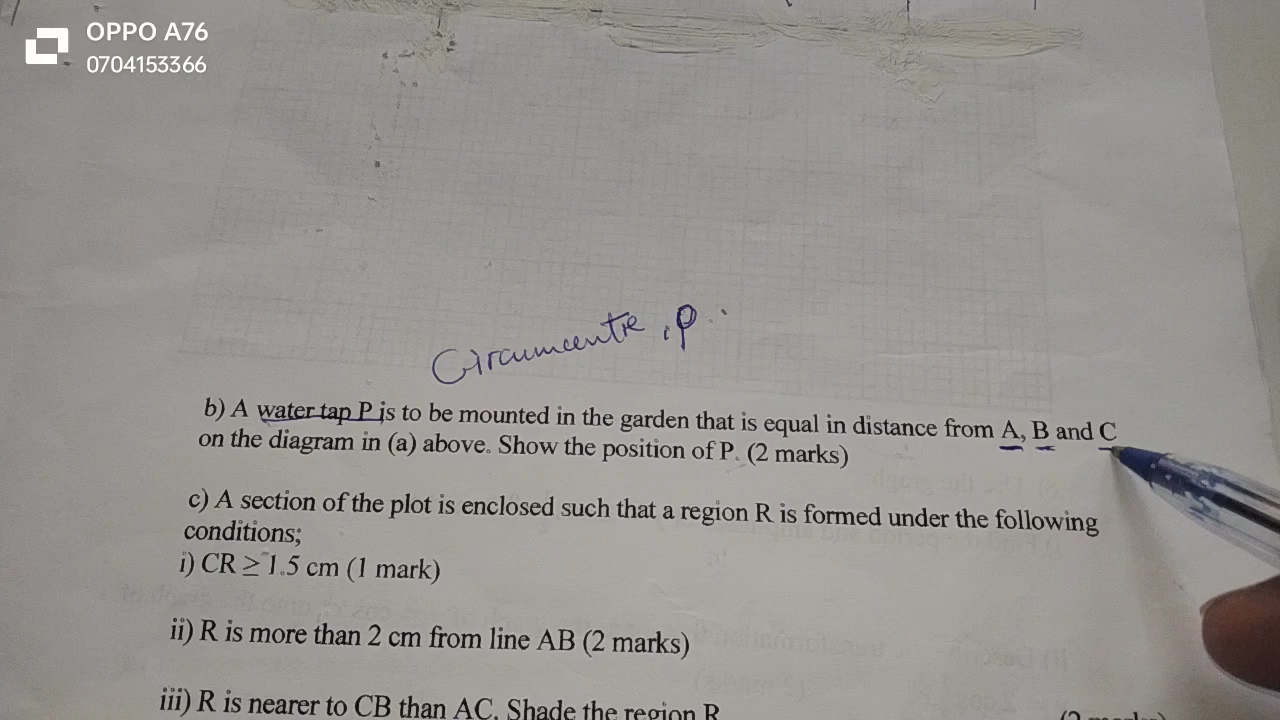 OPPO A76
0704153366
Circumcentre, P
b) A water tap P is to be mounted in the garden that is equal in distance from A, B and C
on the diagram in (a) above. Show the position of P. (2 marks)
c) A section of the plot is enclosed such that a region R is formed under the following
conditions;
i) CR ≥ 1.5 cm (1 mark)
ii) R is more than 2 cm from line AB (2 marks)
iii) R is nearer to CB than AC. Shade the region R
(2 marks)